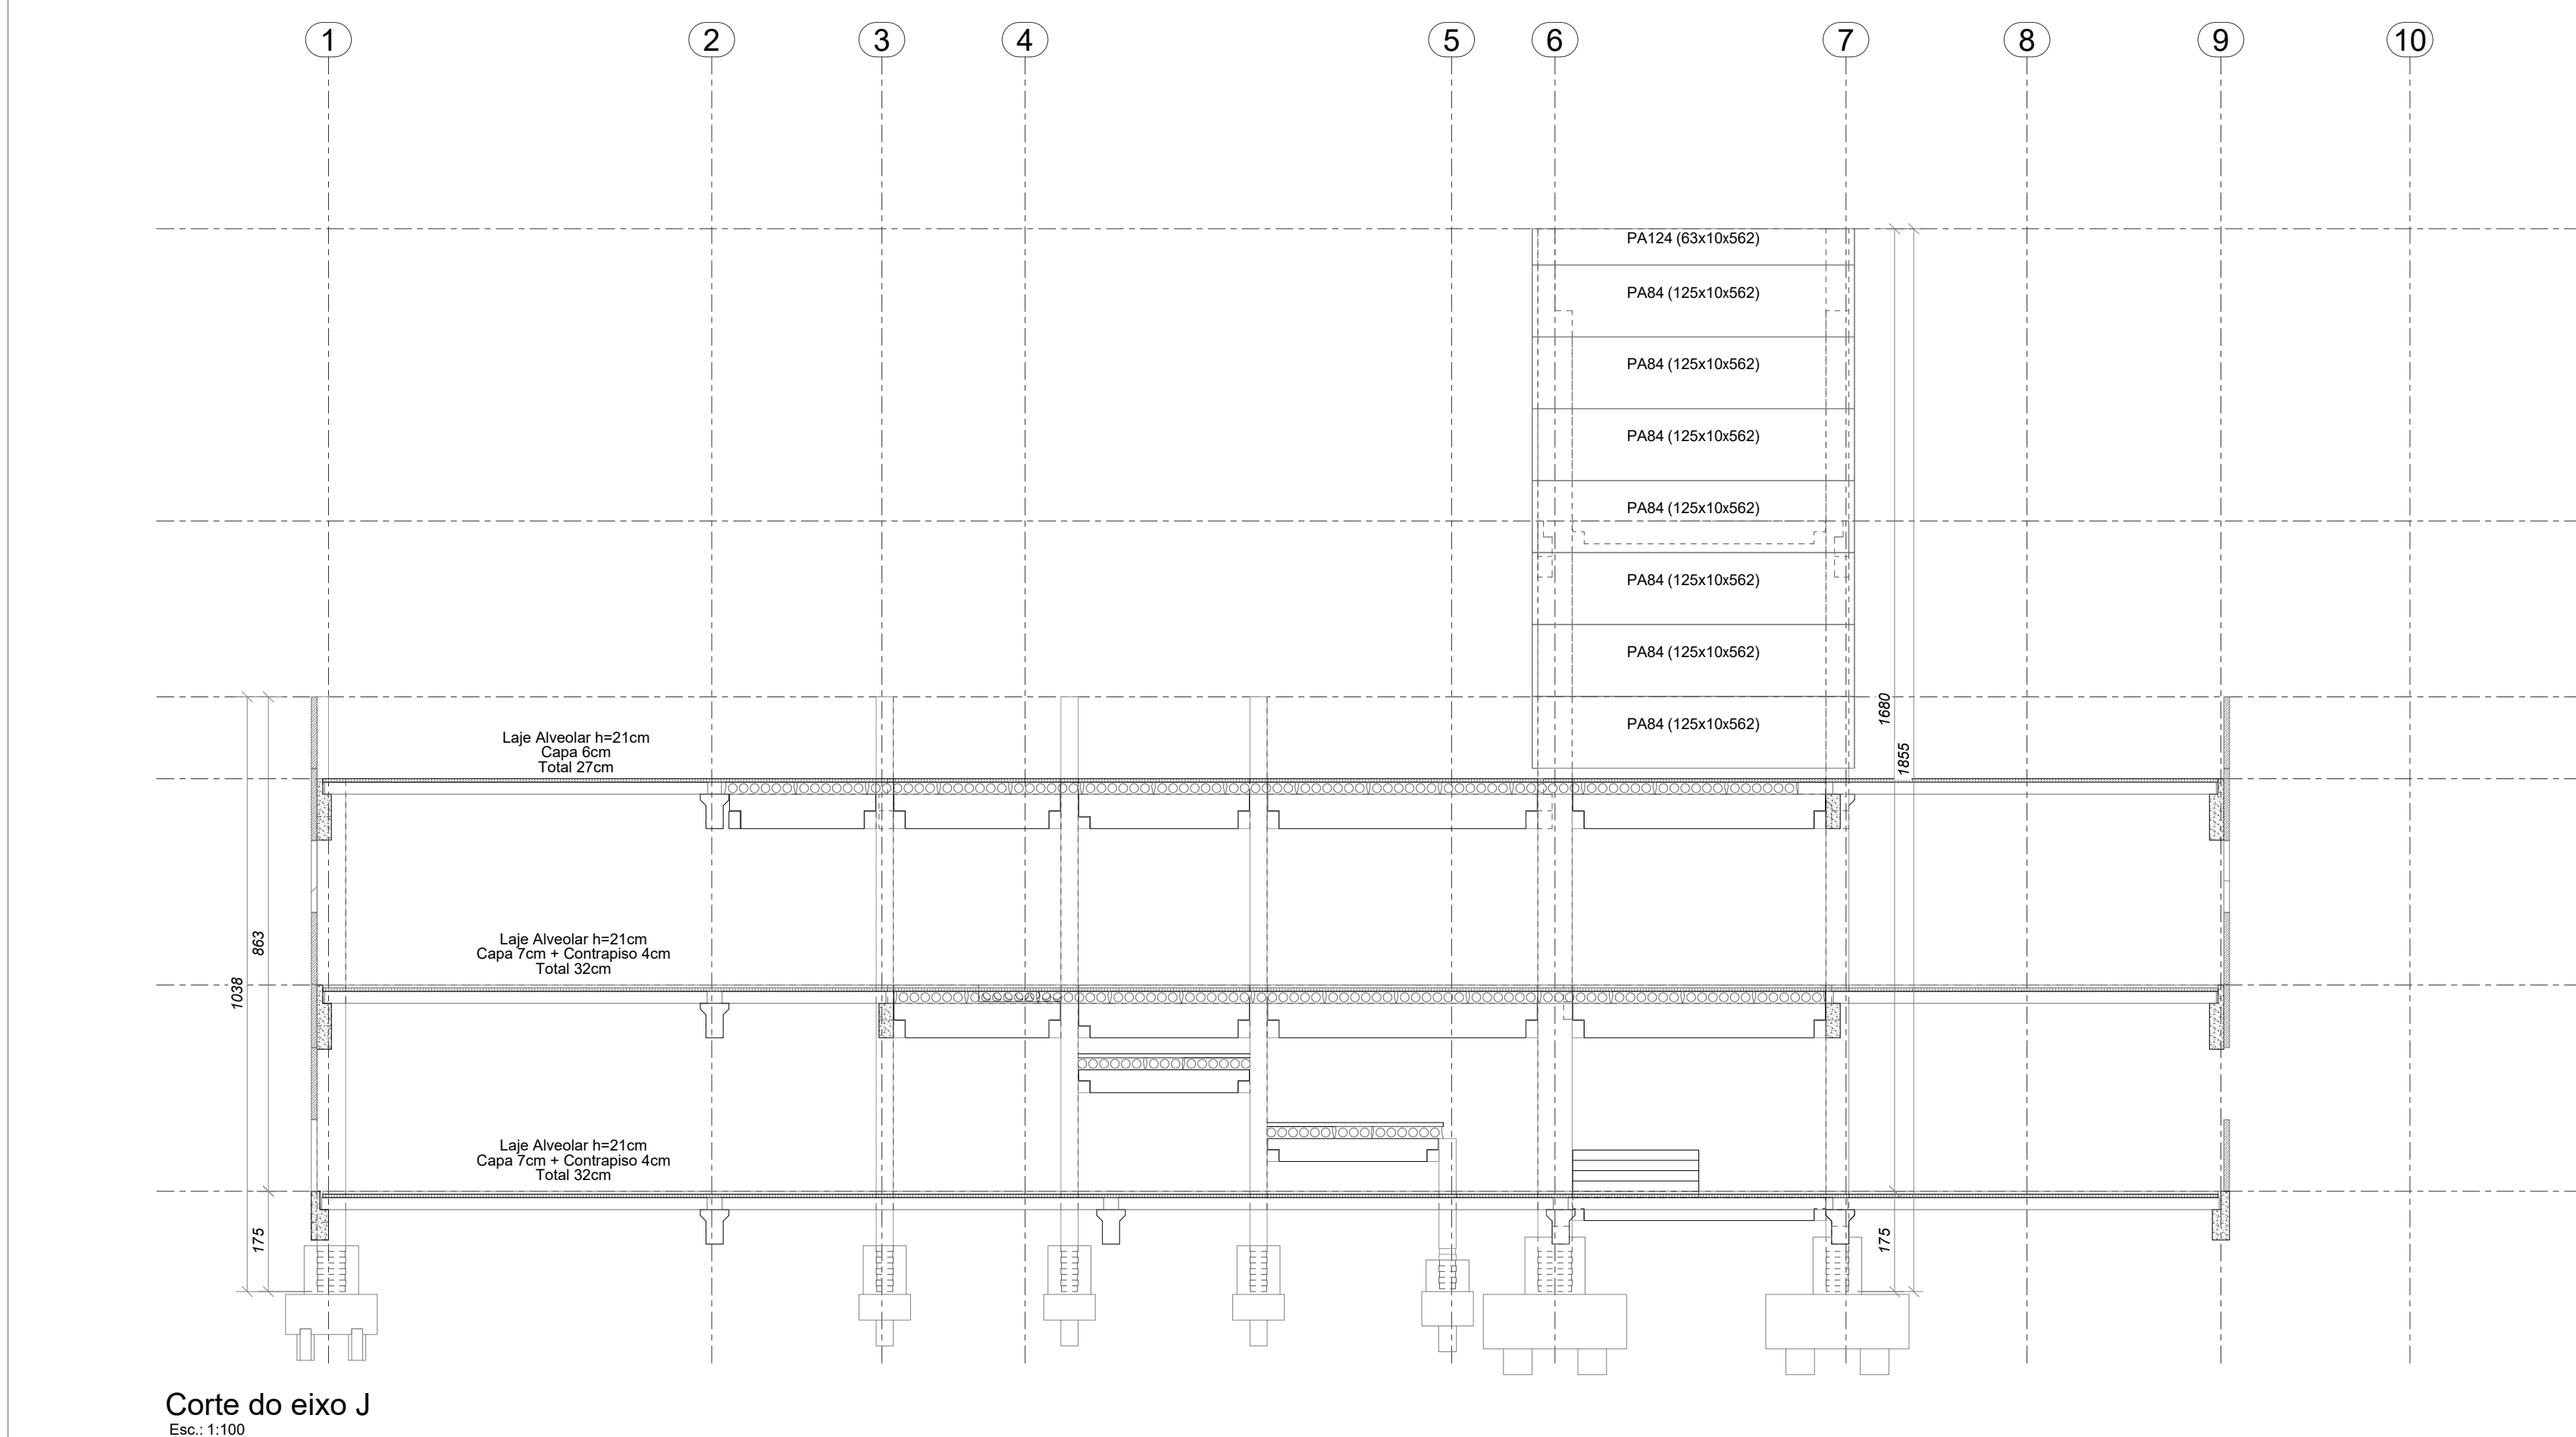 1
2
3
4
5
6
7
8
9
10
PA124 (63x10x562)
PA84 (125x10x562)
PA84 (125x10x562)
PA84 (125x10x562)
PA84 (125x10x562)
PA84 (125x10x562)
PA84 (125x10x562)
PA84 (125x10x562)
1680
1855
Laje Alveolar h=21cm
Capa 6cm
Total 27cm
863
1038
Laje Alveolar h=21cm
Capa 7cm + Contrapiso 4cm
Total 32cm
Laje Alveolar h=21cm
Capa 7cm + Contrapiso 4cm
Total 32cm
175
175
Corte do eixo J
Esc.: 1:100